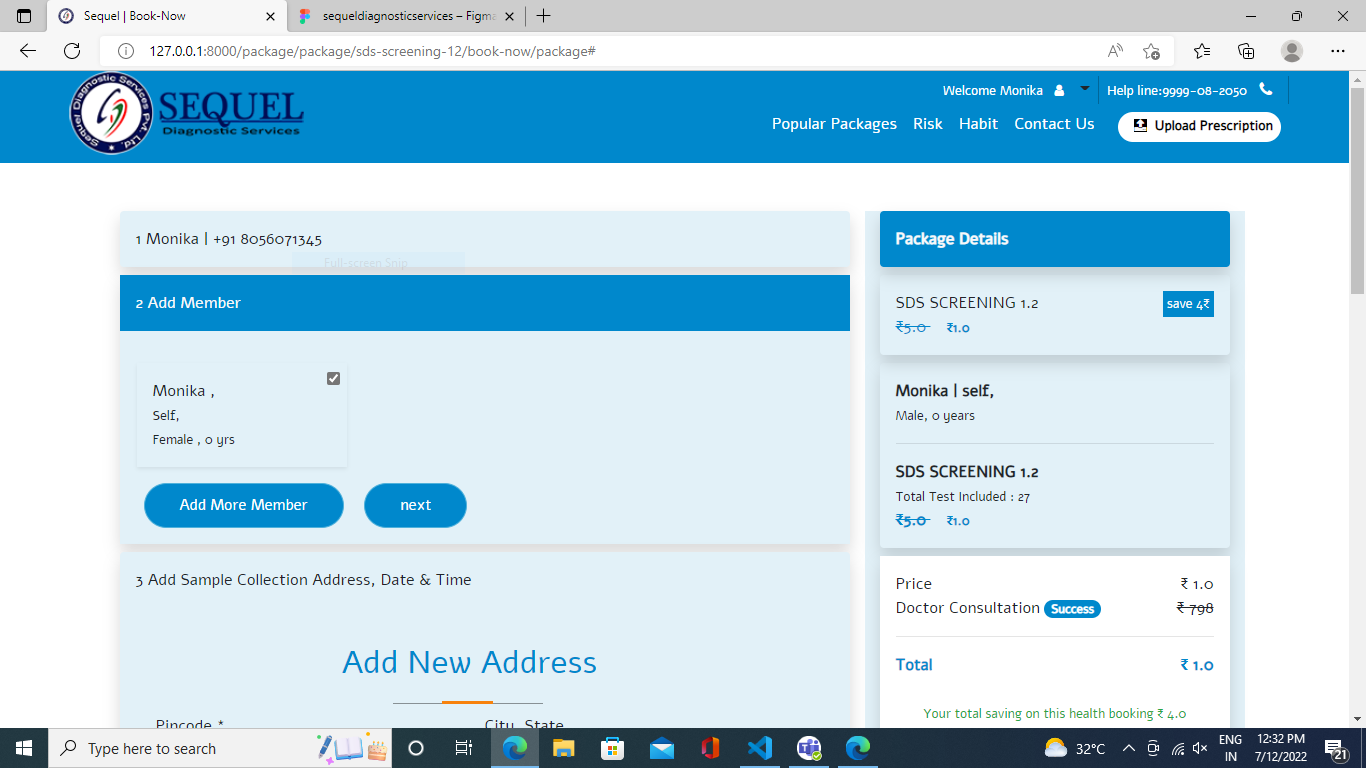 Sequel | Book-Now
sequeldiagnosticservices – Figma
127.0.0.1:8000/package/package/sds-screening-12/book-now/package#
Sequel Diagnostic Services Pvt. Ltd.
SEQUEL
Diagnostic Services
Welcome Monika
Help line:9999-08-2050
Popular Packages
Risk
Habit
Contact Us
Upload Prescription
1 Monika | +91 8056071345
Full-screen Snip
2 Add Member
Monika ,
Self,
Female , 0 yrs
Add More Member
next
3 Add Sample Collection Address, Date & Time
Add New Address
Pincode *
City, State
Package Details
SDS SCREENING 1.2
save 4₹
₹5.0 ₹1.0
Monika | self,
Male, 0 years
SDS SCREENING 1.2
Total Test Included : 27
₹5.0 ₹1.0
Price ₹ 1.0
Doctor Consultation Success ₹ 798
Total ₹ 1.0
Your total saving on this health booking ₹ 4.0
Type here to search
32°C
ENG
IN
12:32 PM
7/12/2022
21